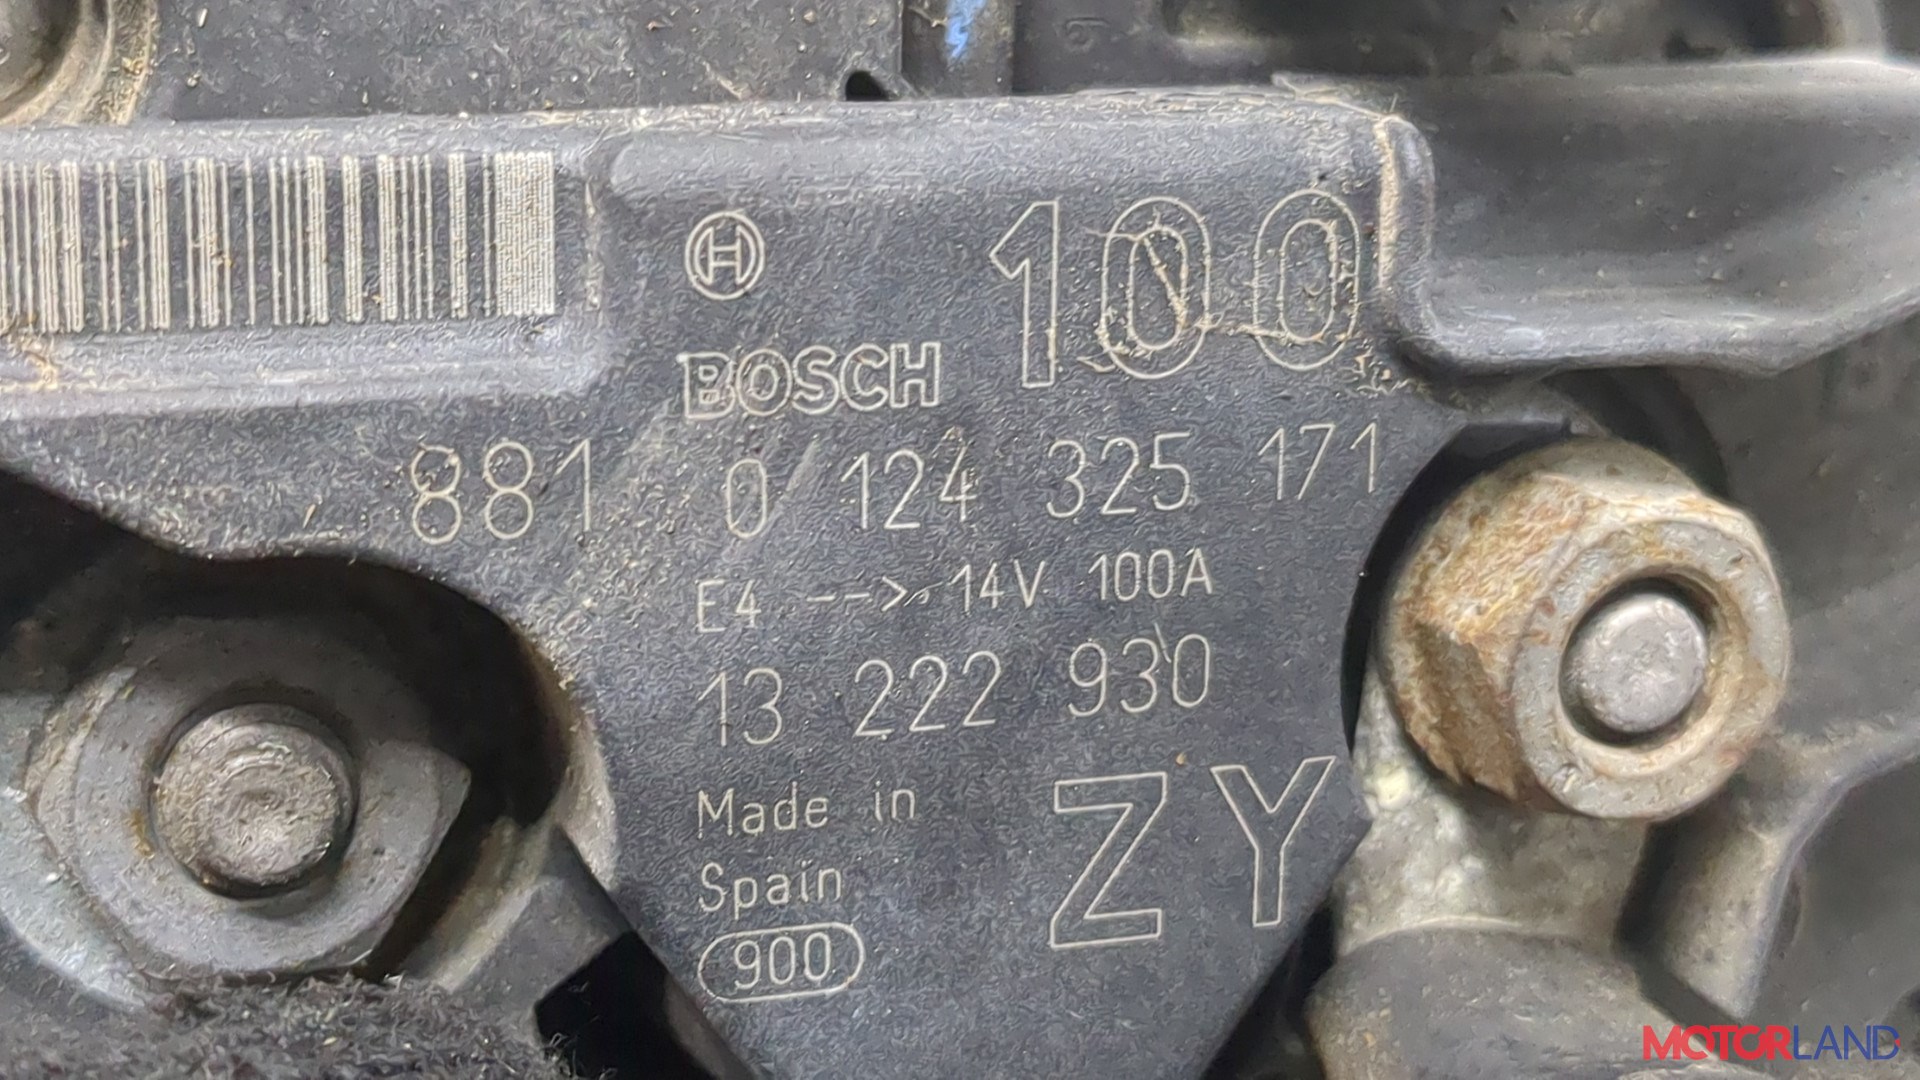 100
BOSCH
881 0 124 325 171
E4 --> 14V 100A
13 222 930
Made in
Spain
ZY
900
MOTORLAND